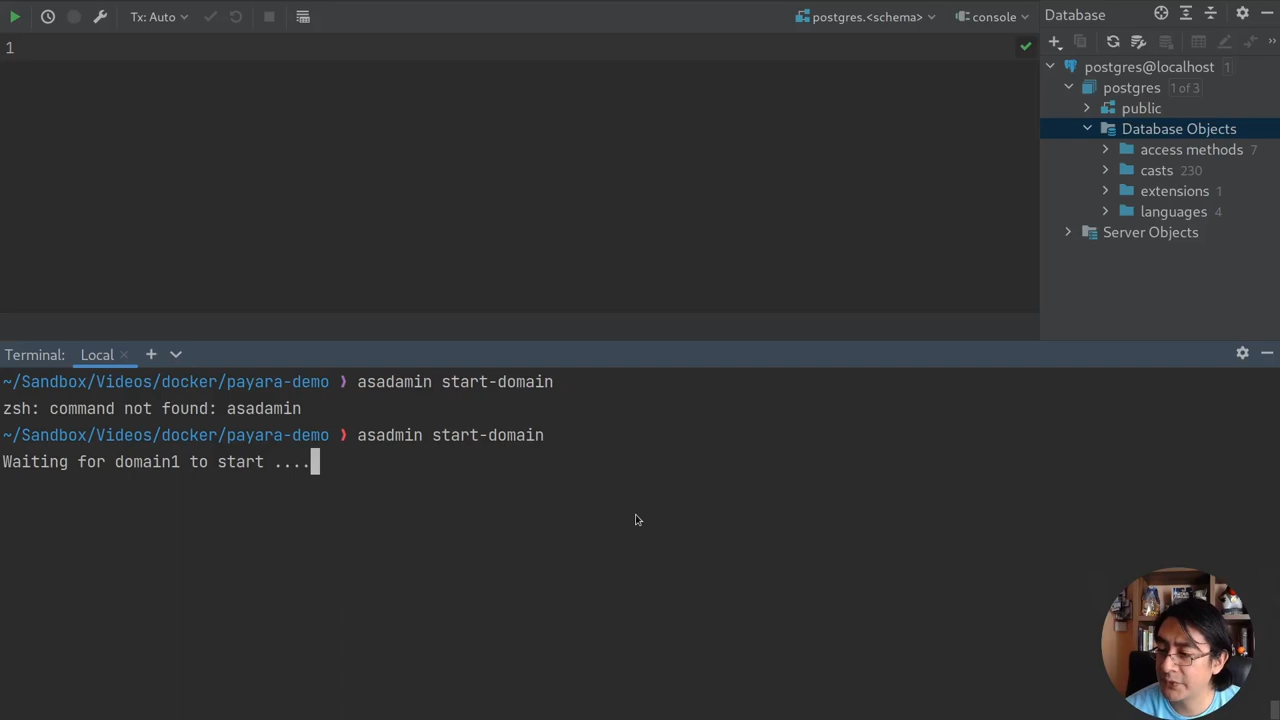 Tx: Auto
postgres.<schema>
console
Database
1
postgres@localhost 1
postgres 1 of 3
public
Database Objects
access methods 7
casts 230
extensions 1
languages 4
Server Objects
Terminal: Local
~/Sandbox/Videos/docker/payara-demo ❯ asadamin start-domain
zsh: command not found: asadamin
~/Sandbox/Videos/docker/payara-demo ❯ asadmin start-domain
Waiting for domain1 to start ....